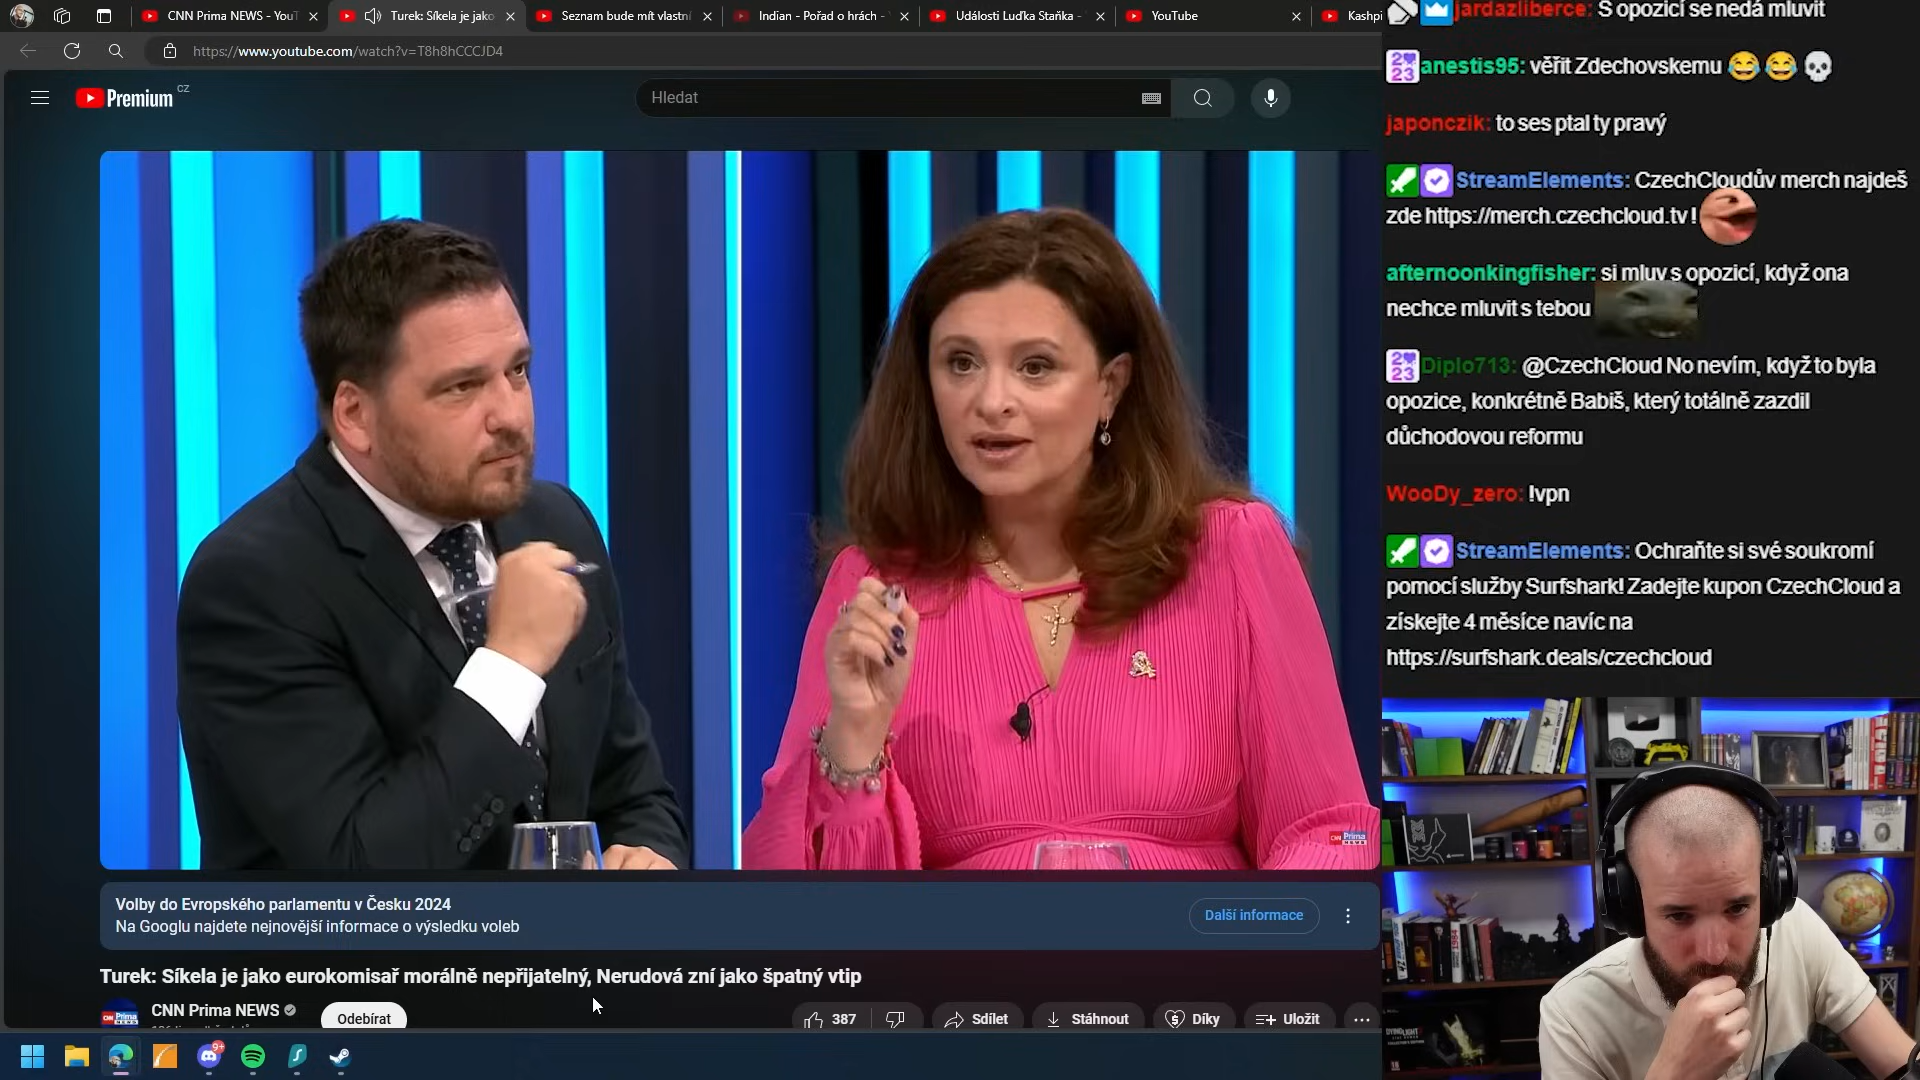 CNN Prima NEWS - YouT
Turek: Síkela je jako
Seznam bude mít vlastní
Indian - Pořad o hrách -
Události Luďka Staňka -
YouTube
Kashpi
https://www.youtube.com/watch?v=T8h8hCCCJD4
Premium CZ
Hledat
CNN Prima NEWS
Volby do Evropského parlamentu v Česku 2024
Na Googlu najdete nejnovější informace o výsledku voleb
Další informace
Turek: Síkela je jako eurokomisař morálně nepřijatelný, Nerudová zní jako špatný vtip
CNN Prima NEWS
Odebírat
387
Sdílet
Stáhnout
Díky
Uložit
9+
jardazliberce: S opozicí se nedá mluvit
anestis95: věřit Zdechovskemu 😂 😂 💀
japonczik: to ses ptal ty pravý
StreamElements: CzechCloudův merch najdeš
zde https://merch.czechcloud.tv !
afternoonkingfisher: si mluv s opozicí, když ona
nechce mluvit s tebou
Diplo713: @CzechCloud No nevím, když to byla
opozice, konkrétně Babiš, který totálně zazdil
důchodovou reformu
WooDy_zero: !vpn
StreamElements: Ochraňte si své soukromí
pomocí služby Surfshark! Zadejte kupon CzechCloud a
získejte 4 měsíce navíc na
https://surfshark.deals/czechcloud
1984